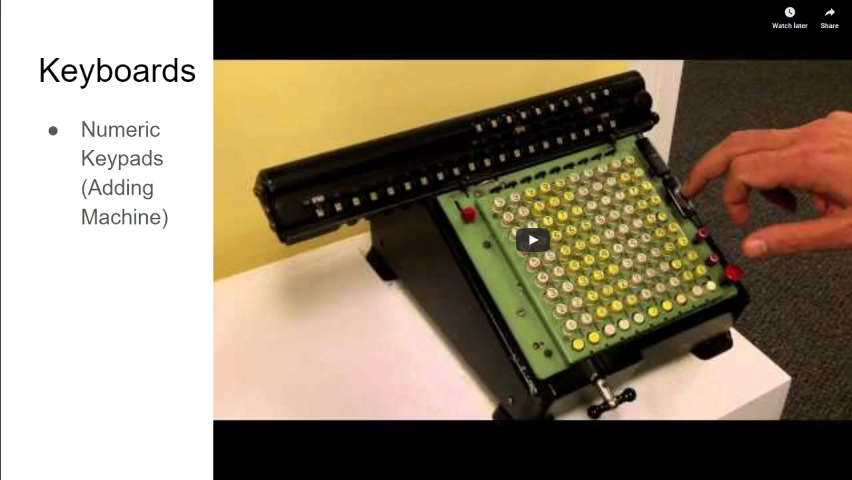 Keyboards
● Numeric
Keypads
(Adding
Machine)
Watch later
Share